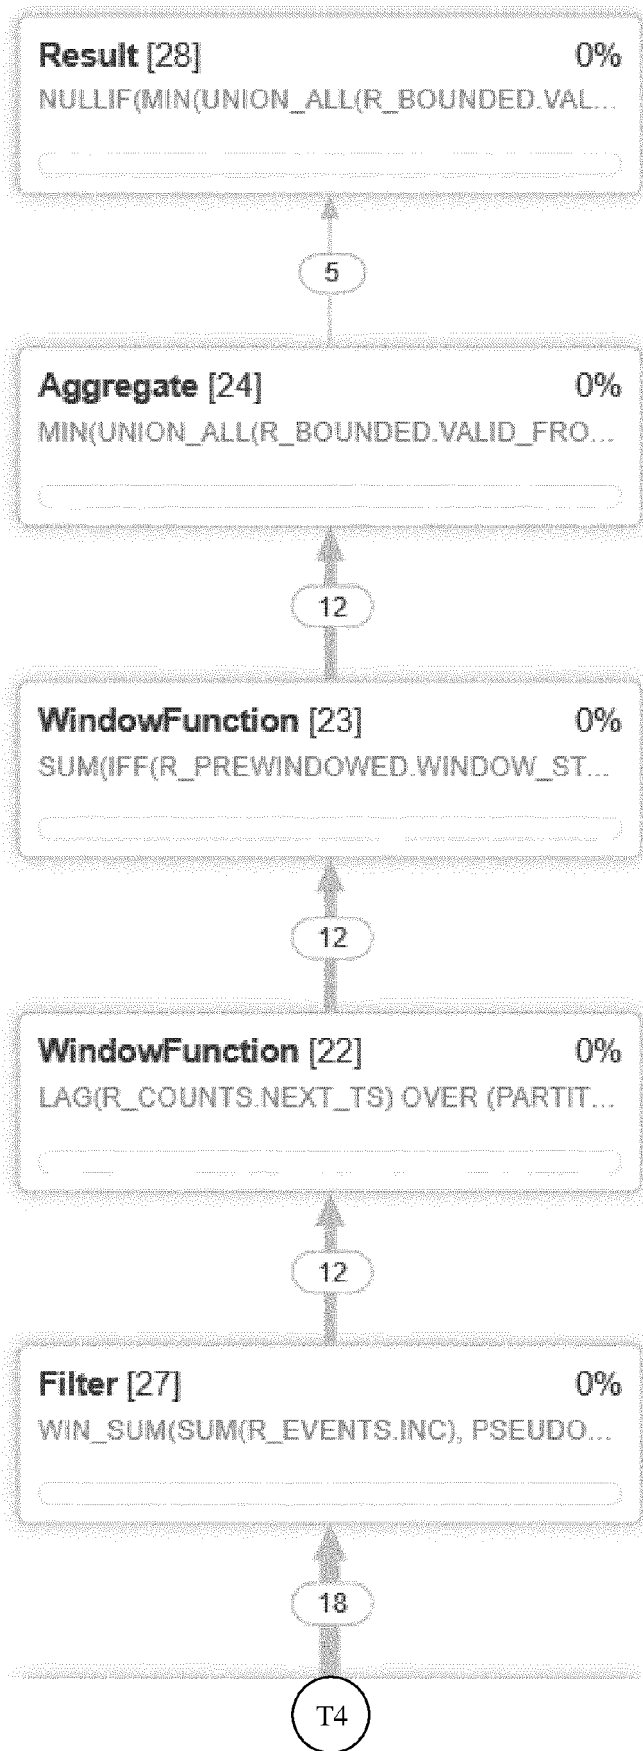 Result [28] 0%
NULLIF(MIN(UNION_ALL(R_BOUNDED.VAL...
5
Aggregate [24] 0%
MIN(UNION_ALL(R_BOUNDED.VALID_FRO...
12
WindowFunction [23] 0%
SUM(IFF(R_PREWINDOWED.WINDOW_ST...
12
WindowFunction [22] 0%
LAG(R_COUNTS.NEXT_TS) OVER (PARTIT...
12
Filter [27] 0%
WIN_SUM(SUM(R_EVENTS.INC), PSEUDO...
18
T4